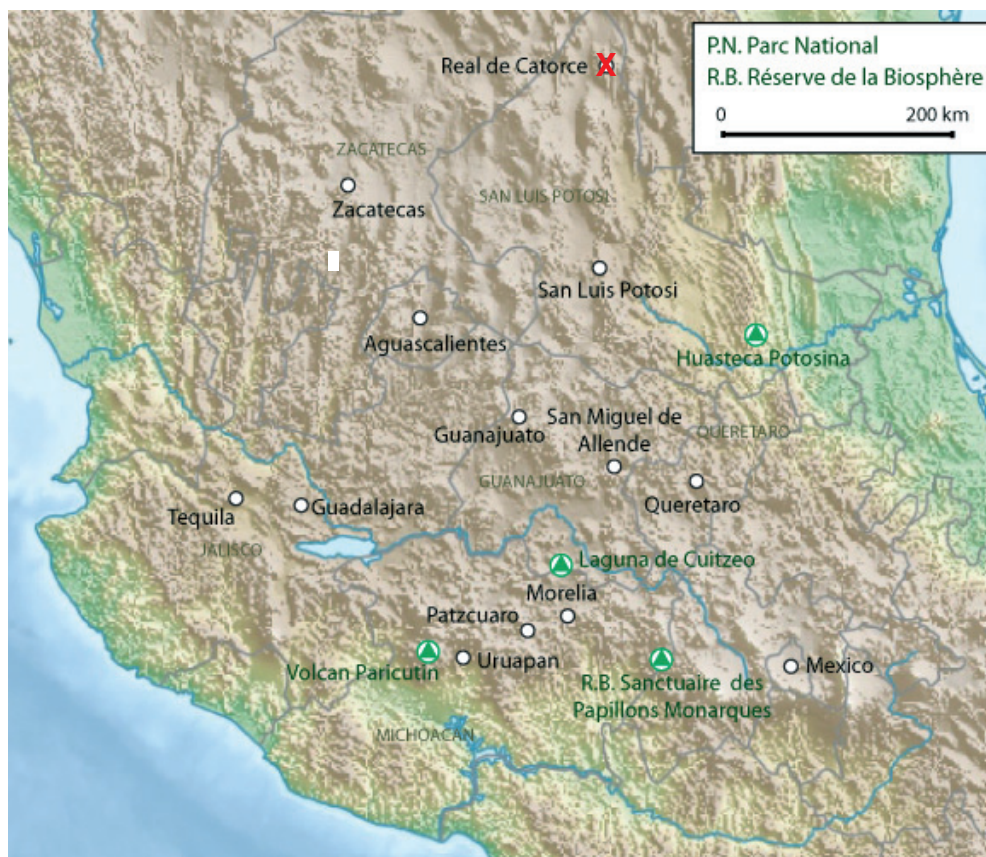 P.N. Parc National
R.B. Réserve de la Biosphère
0 200 km
Real de Catorce X
ZACATECAS
Zacatecas
SAN LUIS POTOSI
San Luis Potosi
Aguascalientes
Huasteca Potosina
Guanajuato
San Miguel de
Allende
QUERETARO
GUANAJUATO
Queretaro
Tequila
Guadalajara
JALISCO
Laguna de Cuitzeo
Morelia
Patzcuaro
Volcan Paricutin
Uruapan
R.B. Sanctuaire des
Papillons Monarques
Mexico
MICHOACÁN